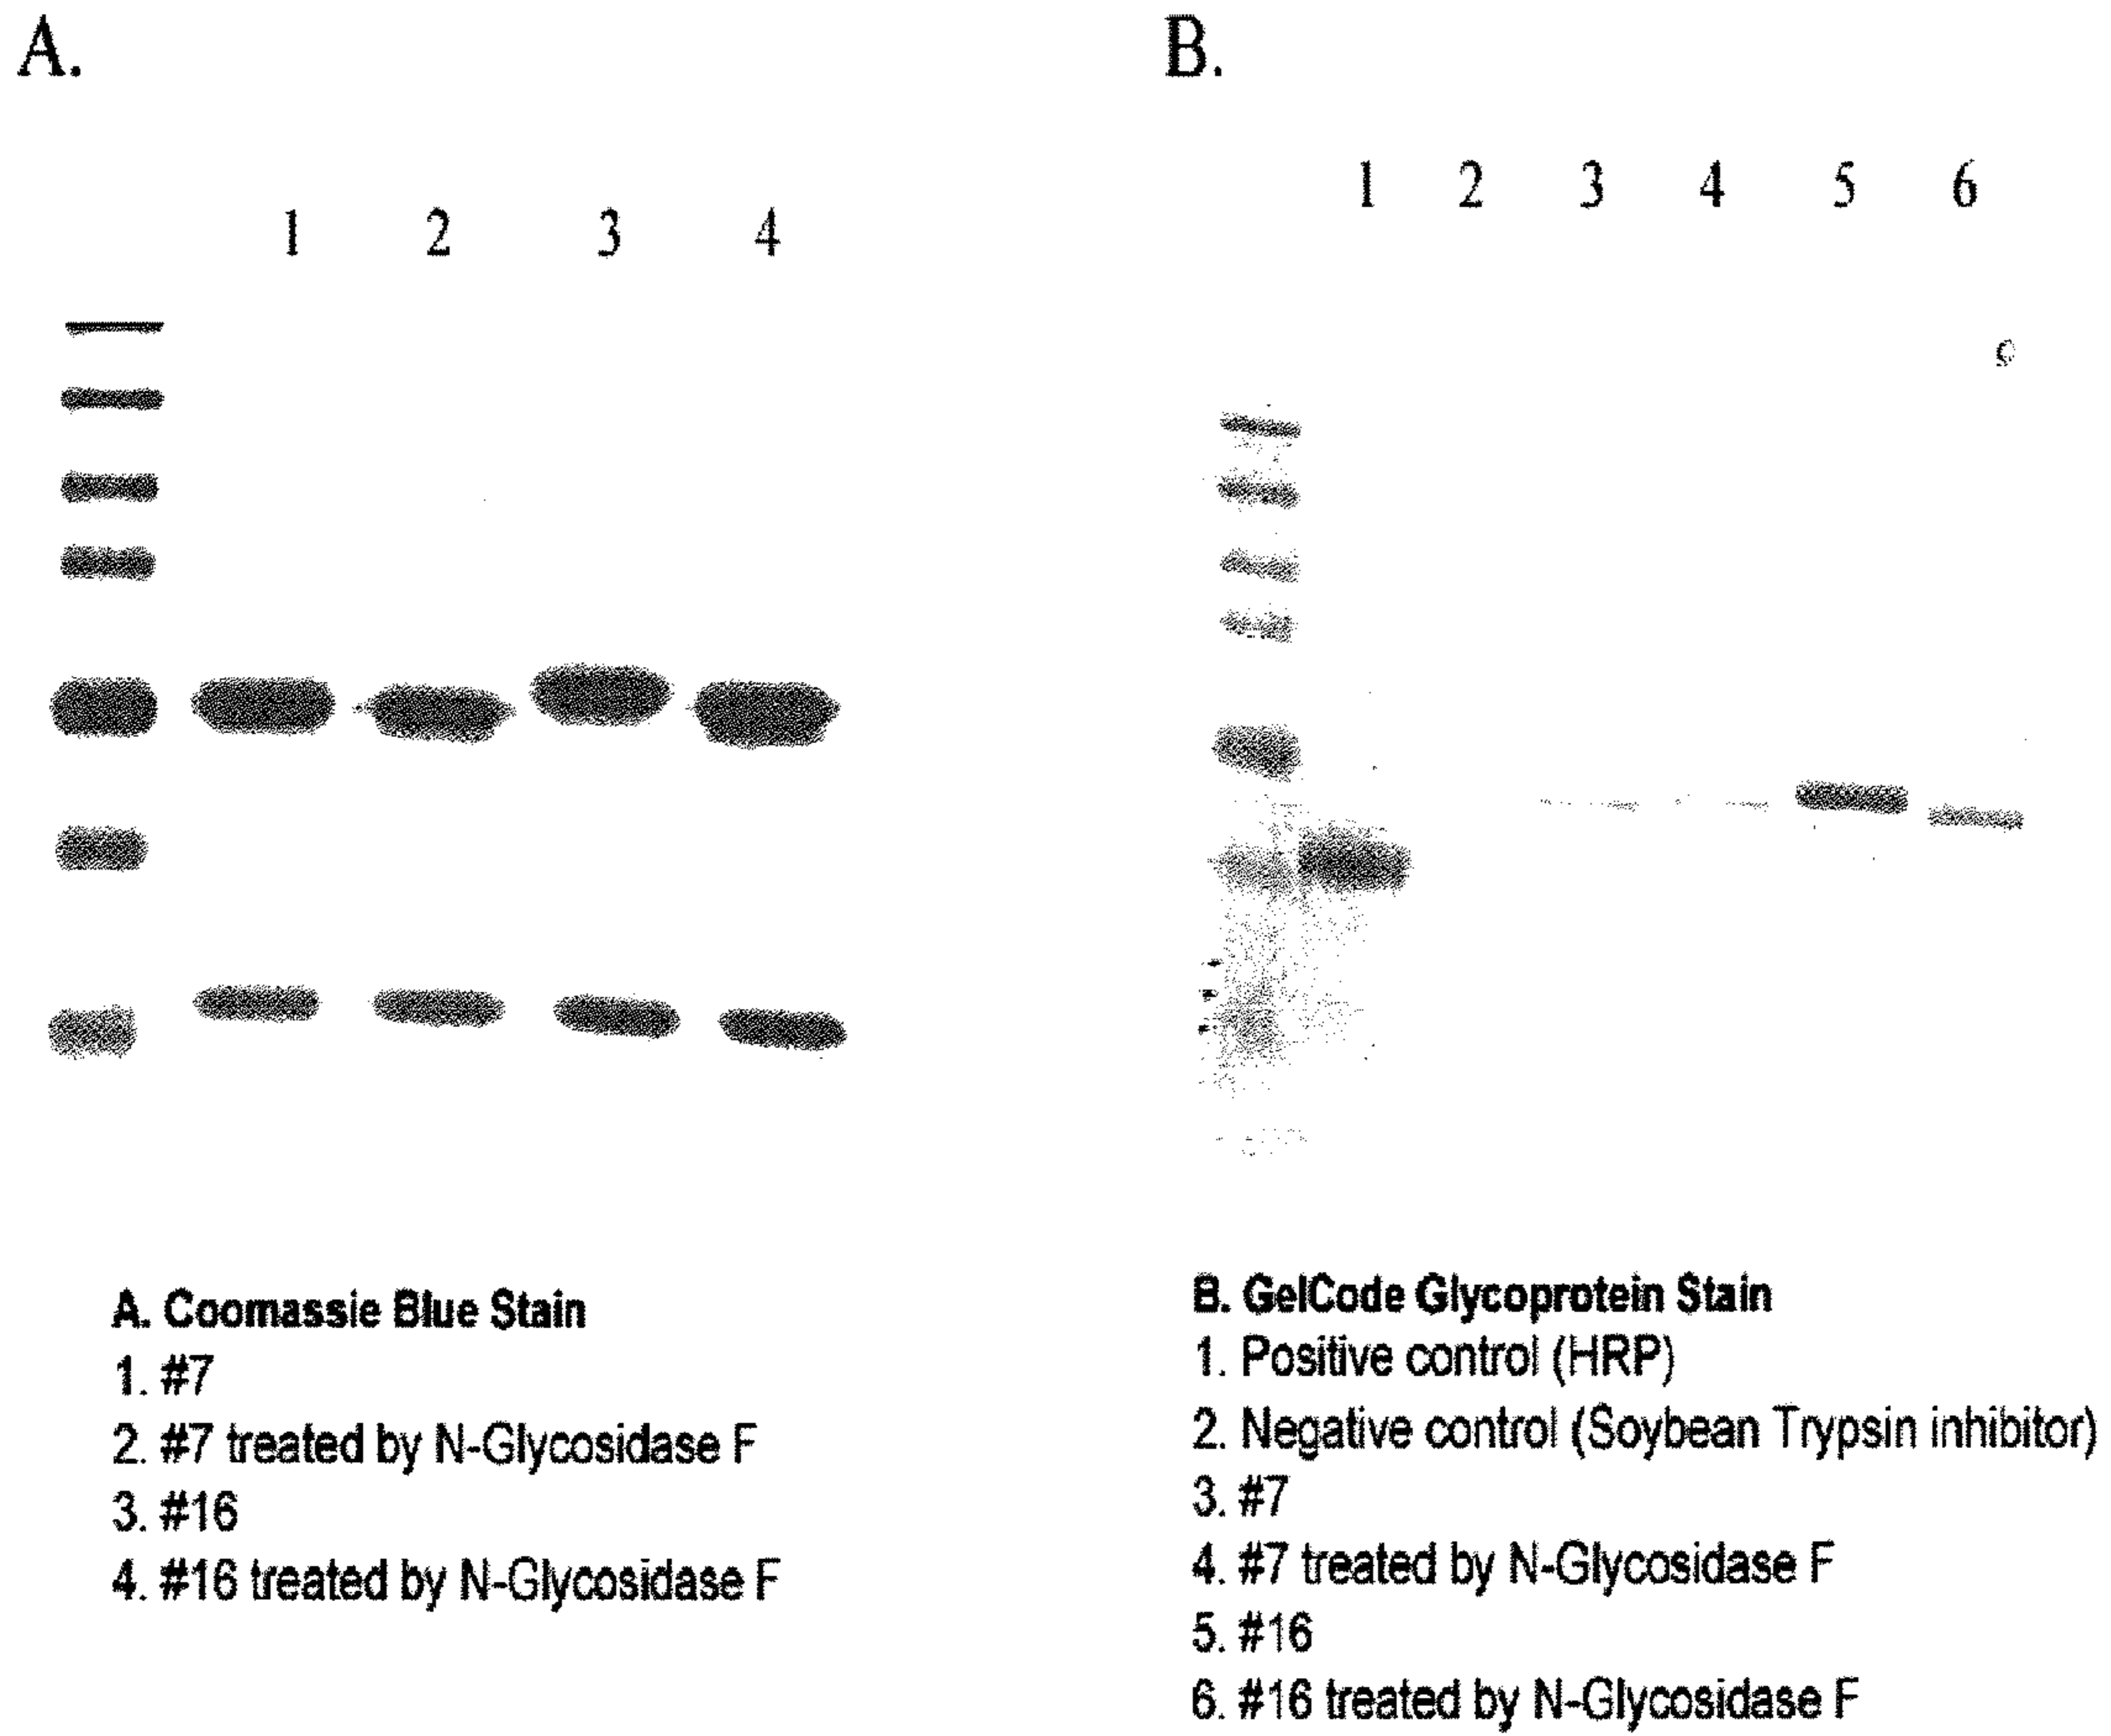 A.
1 2 3 4
A. Coomassie Blue Stain
1. #7
2. #7 treated by N-Glycosidase F
3. #16
4. #16 treated by N-Glycosidase F
B.
1 2 3 4 5 6
B. GelCode Glycoprotein Stain
1. Positive control (HRP)
2. Negative control (Soybean Trypsin inhibitor)
3. #7
4. #7 treated by N-Glycosidase F
5. #16
6. #16 treated by N-Glycosidase F